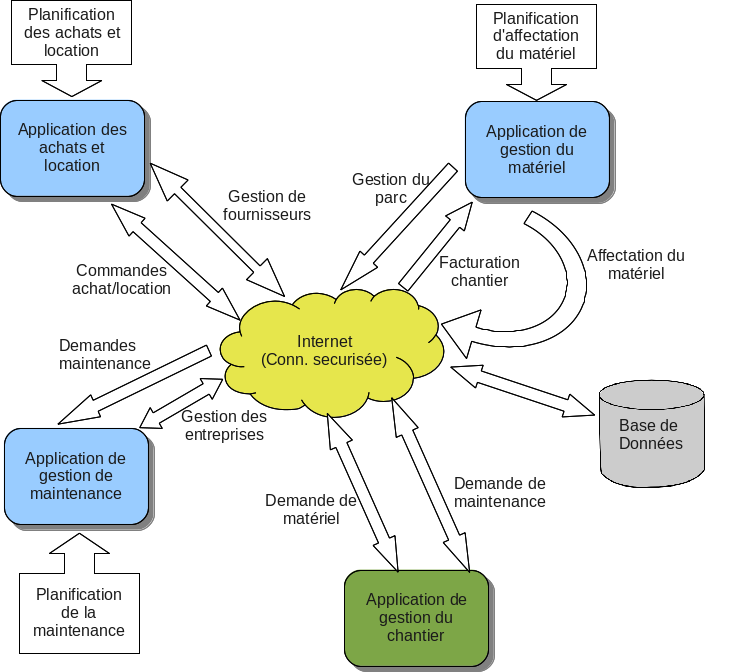 Planification
des achats et
location
Planification
d'affectation
du matériel
Application des
achats et
location
Application de
gestion du
matériel
Gestion de
fournisseurs
Gestion du
parc
Commandes
achat/location
Facturation
chantier
Affectation du
matériel
Internet
(Conn. securisée)
Demandes
maintenance
Gestion des
entreprises
Base de
Données
Application de
gestion de
maintenance
Demande de
matériel
Demande de
maintenance
Planification
de la
maintenance
Application de
gestion du
chantier